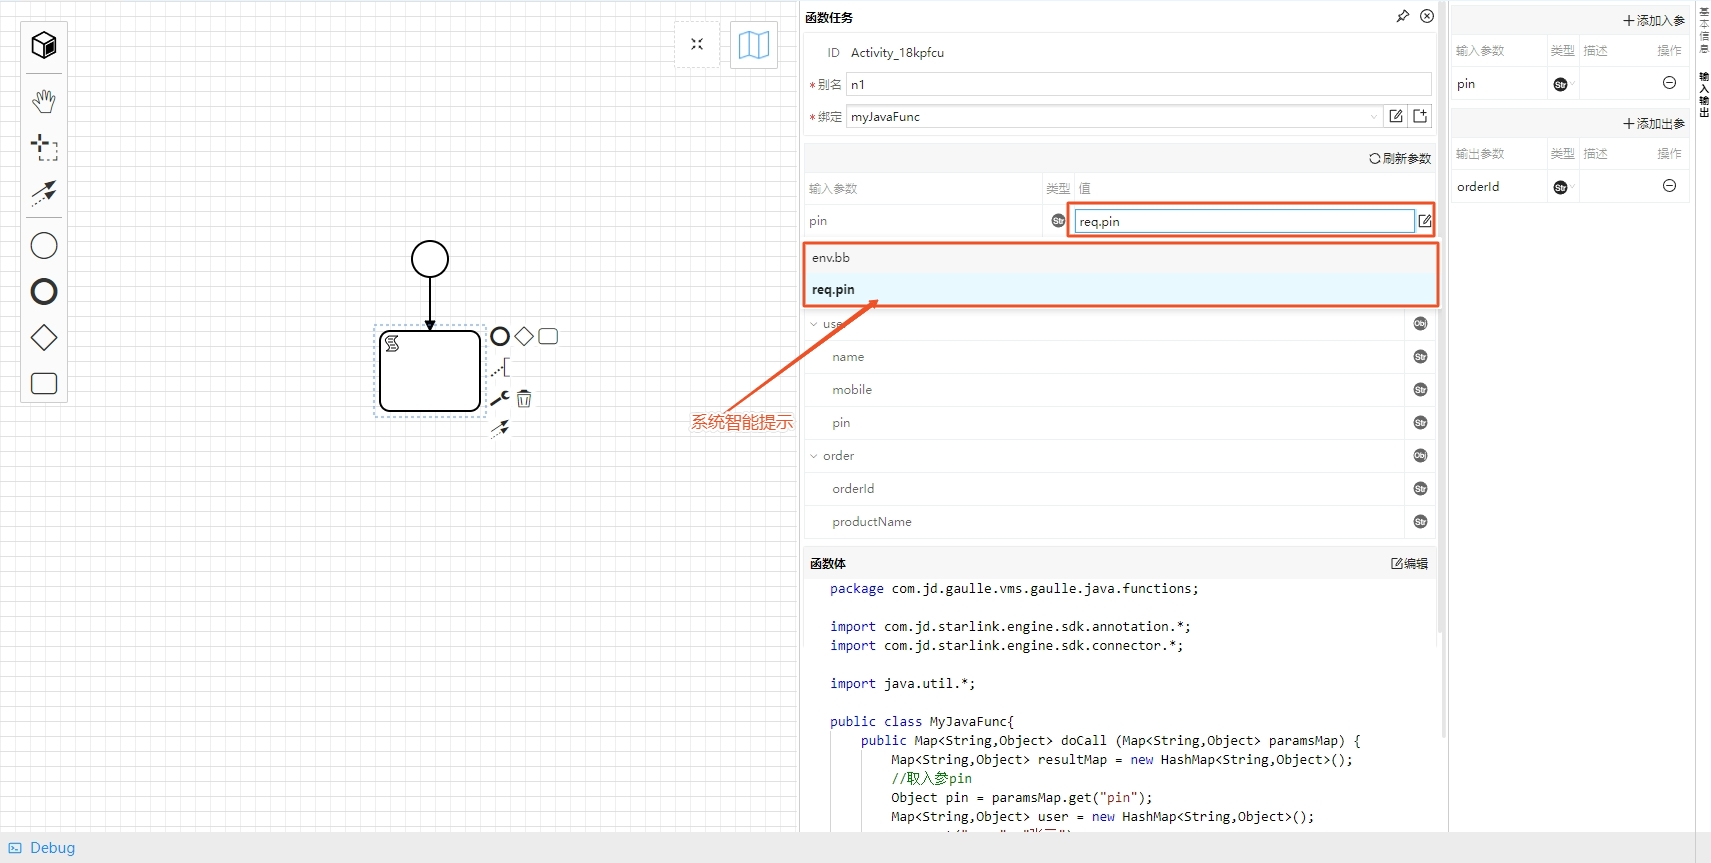 函数任务
ID Activity_18kpfcu
*别名 n1
*绑定 myJavaFunc
刷新参数
输入参数 类型 值
pin Str req.pin
env.bb
req.pin
user Obj
name Str
mobile Str
系统智能提示
pin Str
order Obj
orderId Str
productName Str
函数体 编辑
package com.jd.gaulle.vms.gaulle.java.functions;
import com.jd.starlink.engine.sdk.annotation.*;
import com.jd.starlink.engine.sdk.connector.*;
import java.util.*;
public class MyJavaFunc{
public Map<String,Object> doCall (Map<String,Object> paramsMap) {
Map<String,Object> resultMap = new HashMap<String,Object>();
//取入参pin
Object pin = paramsMap.get("pin");
Map<String,Object> user = new HashMap<String,Object>();
+添加入参
输入参数 类型 描述 操作
pin Str
+添加出参
输出参数 类型 描述 操作
orderId Str
基本信息
输入输出
Debug